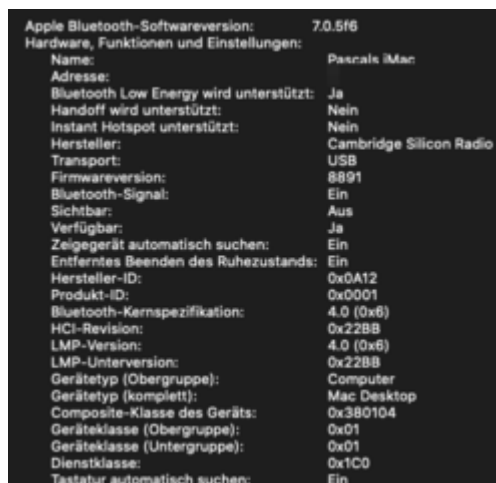 Apple Bluetooth-Softwareversion: 7.0.5f6
Hardware, Funktionen und Einstellungen:
Name: Pascals iMac
Adresse:
Bluetooth Low Energy wird unterstützt: Ja
Handoff wird unterstützt: Nein
Instant Hotspot unterstützt: Nein
Hersteller: Cambridge Silicon Radio
Transport: USB
Firmwareversion: 8891
Bluetooth-Signal: Ein
Sichtbar: Aus
Verfügbar: Ja
Zeigegerät automatisch suchen: Ein
Entferntes Beenden des Ruhezustands: Ein
Hersteller-ID: 0x0A12
Produkt-ID: 0x0001
Bluetooth-Kernspezifikation: 4.0 (0x6)
HCI-Revision: 0x22BB
LMP-Version: 4.0 (0x6)
LMP-Unterversion: 0x22BB
Gerätetyp (Obergruppe): Computer
Gerätetyp (komplett): Mac Desktop
Composite-Klasse des Geräts: 0x380104
Geräteklasse (Obergruppe): 0x01
Geräteklasse (Untergruppe): 0x01
Dienstklasse: 0x1C0
Tastatur automatisch suchen: Ein